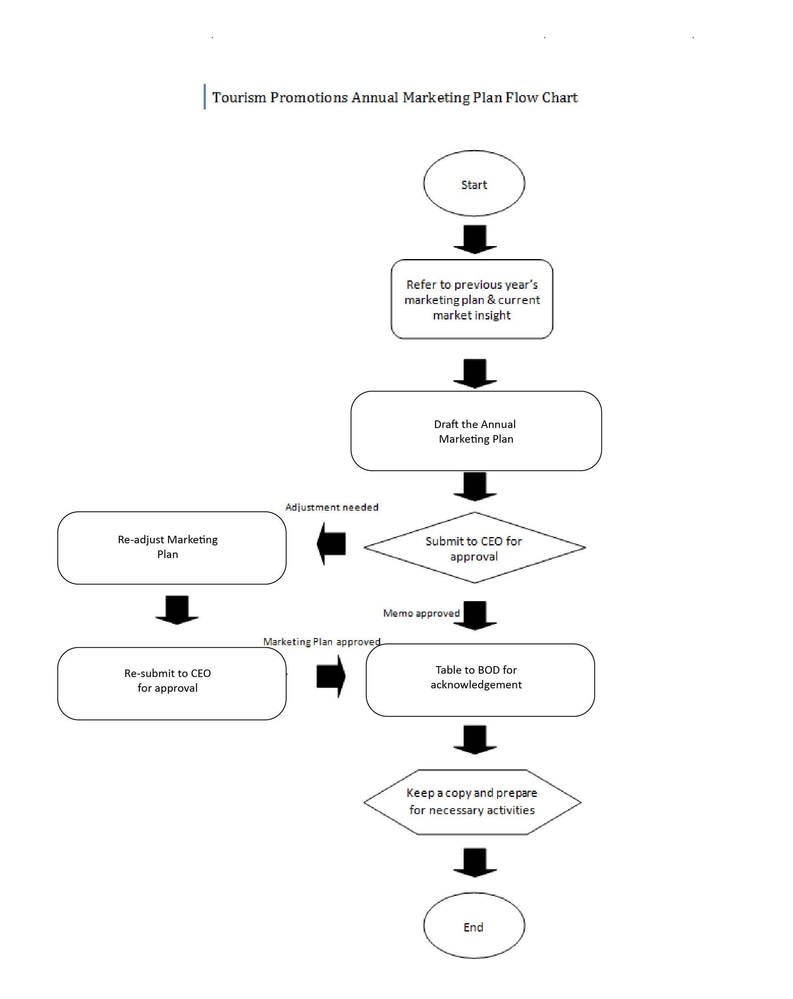 Tourism Promotions Annual Marketing Plan Flow Chart
Start
Refer to previous year's
marketing plan & current
market insight
Draft the Annual
Marketing Plan
Adjustment needed
Submit to CEO for
approval
Re-adjust Marketing
Plan
Memo approved
Marketing Plan approved
Re-submit to CEO
for approval
Table to BOD for
acknowledgement
Keep a copy and prepare
for necessary activities
End